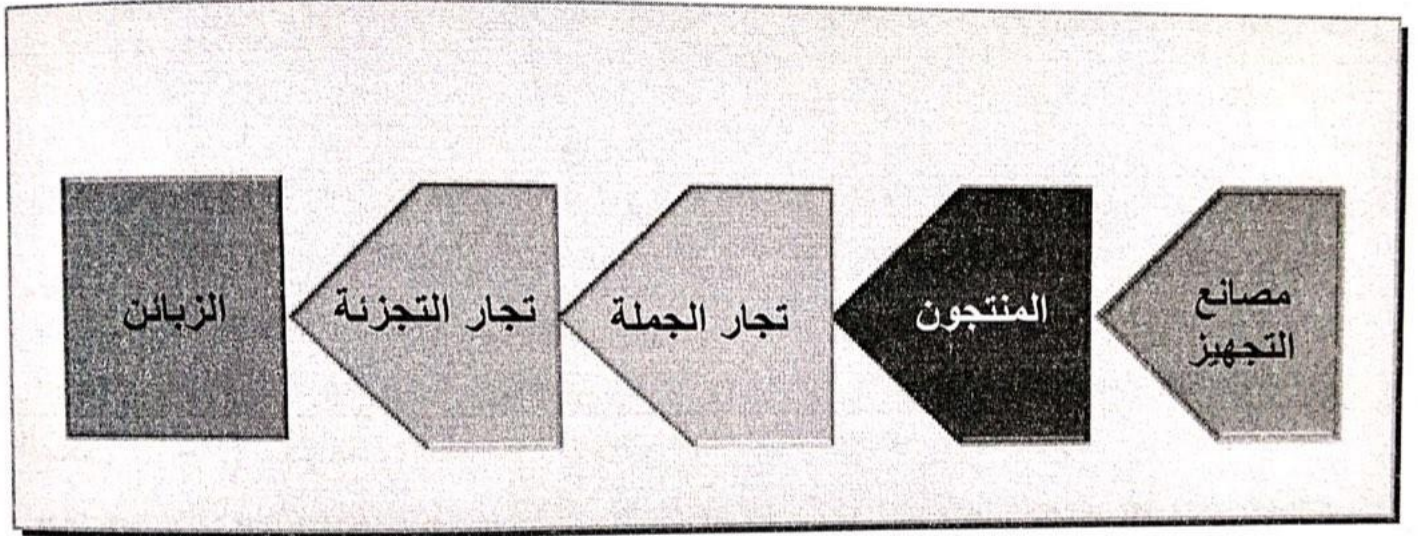 مصانع
التجهيز
المنتجون
تجار الجملة
تجار التجزئة
الزبائن